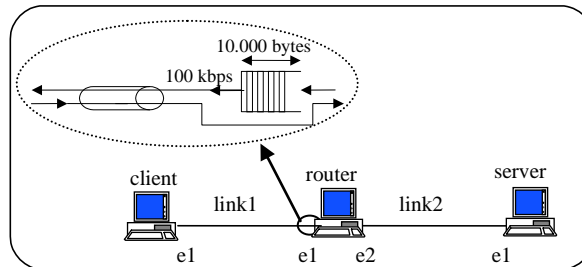 10.000 bytes
100 kbps
client
router
server
link1
link2
e1
e1
e2
e1